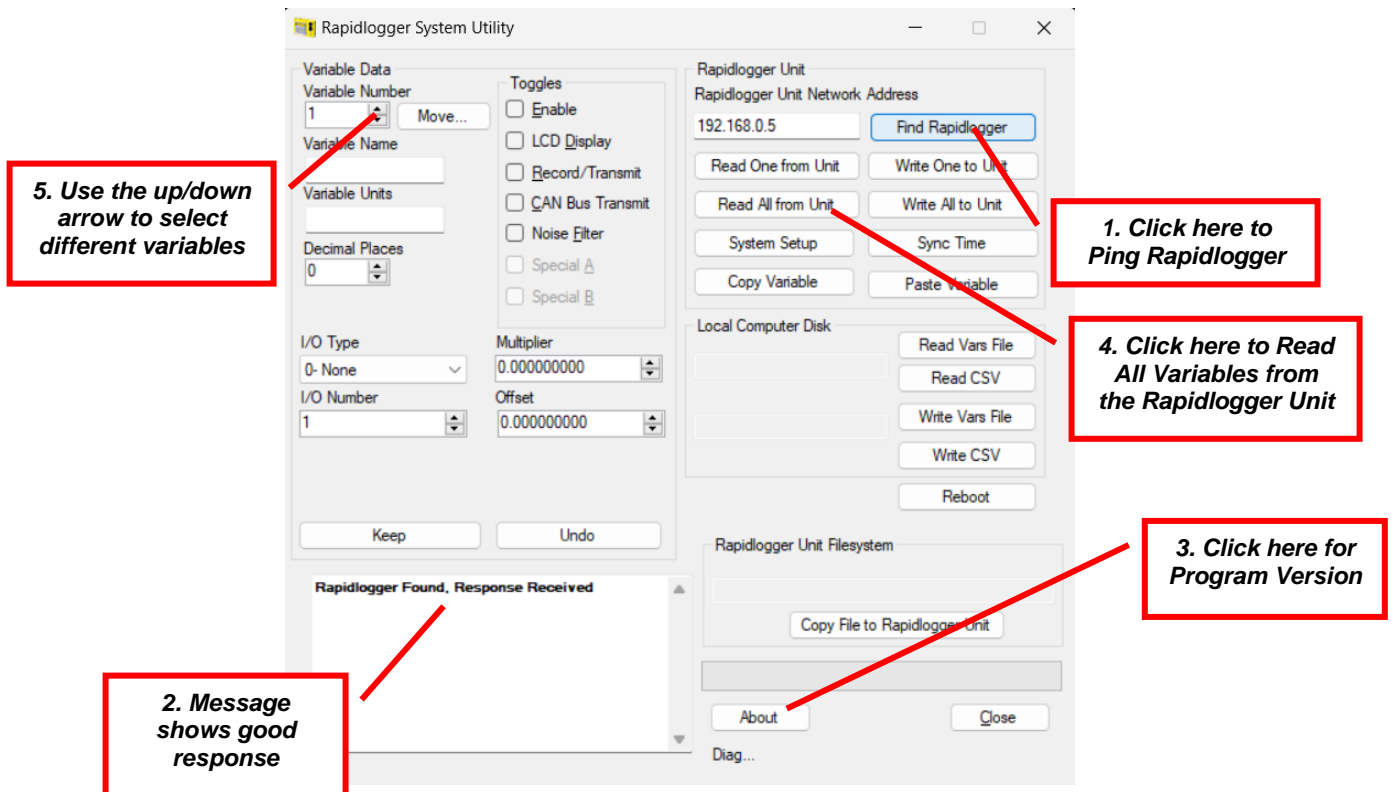 Rapidlogger System Utility
Variable Data
Variable Number
1
Move...
Variable Name
Variable Units
Decimal Places
0
Toggles
Enable
LCD Display
Record/Transmit
CAN Bus Transmit
Noise Filter
Special A
Special B
I/O Type
0- None
I/O Number
1
Multiplier
0.000000000
Offset
0.000000000
Keep
Undo
Rapidlogger Found, Response Received
Rapidlogger Unit
Rapidlogger Unit Network Address
192.168.0.5
Find Rapidlogger
Read One from Unit
Write One to Unit
Read All from Unit
Write All to Unit
System Setup
Sync Time
Copy Variable
Paste Variable
Local Computer Disk
Read Vars File
Read CSV
Write Vars File
Write CSV
Reboot
Rapidlogger Unit Filesystem
Copy File to Rapidlogger Unit
About
Close
Diag...
1. Click here to
Ping Rapidlogger
2. Message
shows good
response
3. Click here for
Program Version
4. Click here to Read
All Variables from
the Rapidlogger Unit
5. Use the up/down
arrow to select
different variables